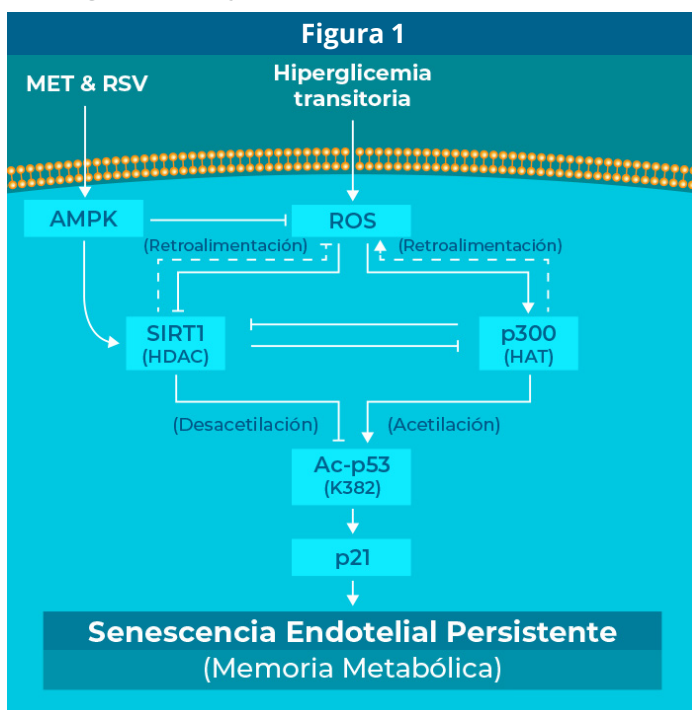 Figura 1
MET & RSV
Hiperglicemia
transitoria
AMPK
ROS
(Retroalimentación)
(Retroalimentación)
SIRT1
(HDAC)
p300
(HAT)
(Desacetilación)
(Acetilación)
Ac-p53
(K382)
p21
Senescencia Endotelial Persistente
(Memoria Metabólica)